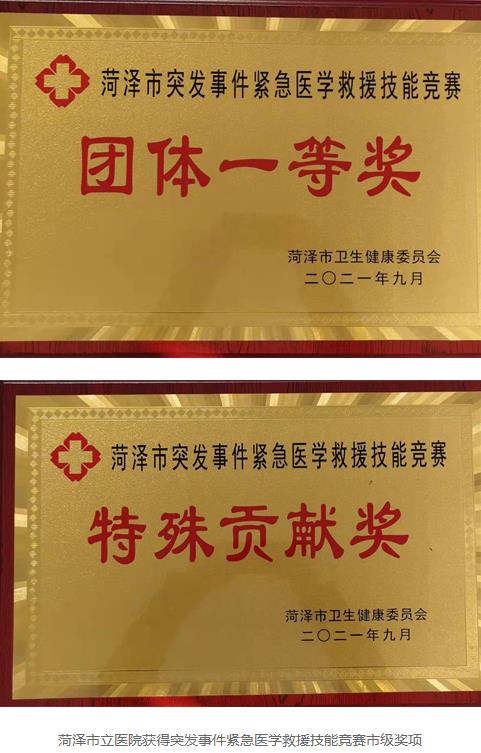 菏泽市突发事件紧急医学救援技能竞赛
团体一等奖
菏泽市卫生健康委员会
二〇二一年九月
菏泽市突发事件紧急医学救援技能竞赛
特殊贡献奖
菏泽市卫生健康委员会
二〇二一年九月
菏泽市立医院获得突发事件紧急医学救援技能竞赛市级奖项